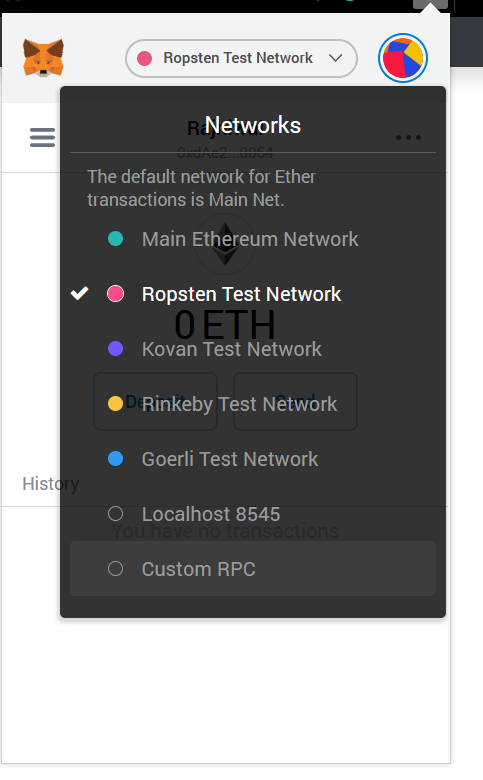 Ropsten Test Network
Networks
0xdAe2...0064
The default network for Ether
transactions is Main Net.
Main Ethereum Network
Ropsten Test Network
0 ETH
Kovan Test Network
Rinkeby Test Network
Goerli Test Network
History
Localhost 8545
You have no transactions
Custom RPC